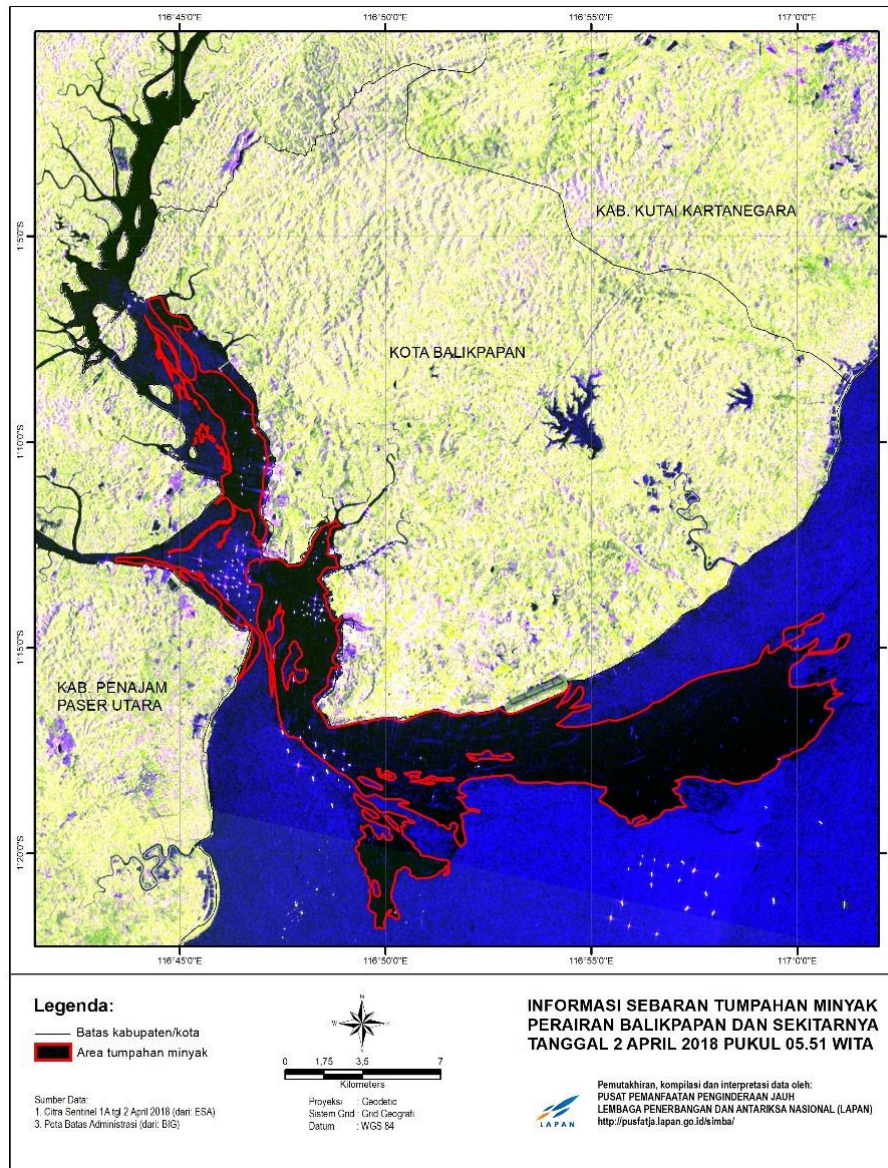 116°45'0"E
116°50'0"E
116°55'0"E
117°0'0"E
1°5'0"S
1°10'0"S
1°15'0"S
1°20'0"S
KAB. KUTAI KARTANEGARA
KOTA BALIKPAPAN
KAB. PENAJAM
PASER UTARA
116°45'0"E
116°50'0"E
116°55'0"E
117°0'0"E
Legenda:
Batas kabupaten/kota
Area tumpahan minyak
Sumber Data:
1. Citra Sentinel 1A tgl 2 April 2018 (dari: ESA)
3. Peta Batas Administrasi (dari: BIG)
N
W
E
S
0 1,75 3,5 7
Kilometers
Proyeksi : Geodetic
Sistem Grid : Grid Geografi
Datum : WGS 84
INFORMASI SEBARAN TUMPAHAN MINYAK
PERAIRAN BALIKPAPAN DAN SEKITARNYA
TANGGAL 2 APRIL 2018 PUKUL 05.51 WITA
LAPAN
Pemutakhiran, kompilasi dan interpretasi data oleh:
PUSAT PEMANFAATAN PENGINDERAAN JAUH
LEMBAGA PENERBANGAN DAN ANTARIKSA NASIONAL (LAPAN)
http://pusfatja.lapan.go.id/simba/